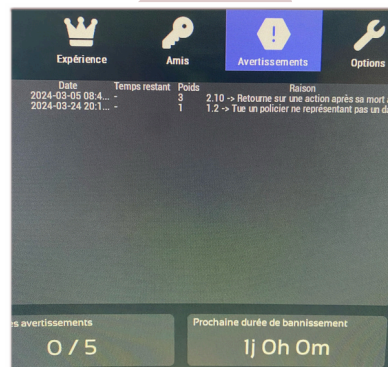 Expérience Amis Avertissements Options
Date Temps restant Poids Raison
2024-03-05 08:4... - 3 2.10 -> Retourne sur une action après sa mort
2024-03-24 20:1... - 1 1.2 -> Tue un policier ne représentant pas un
es avertissements Prochaine durée de bannissement
0 / 5 1j 0h 0m